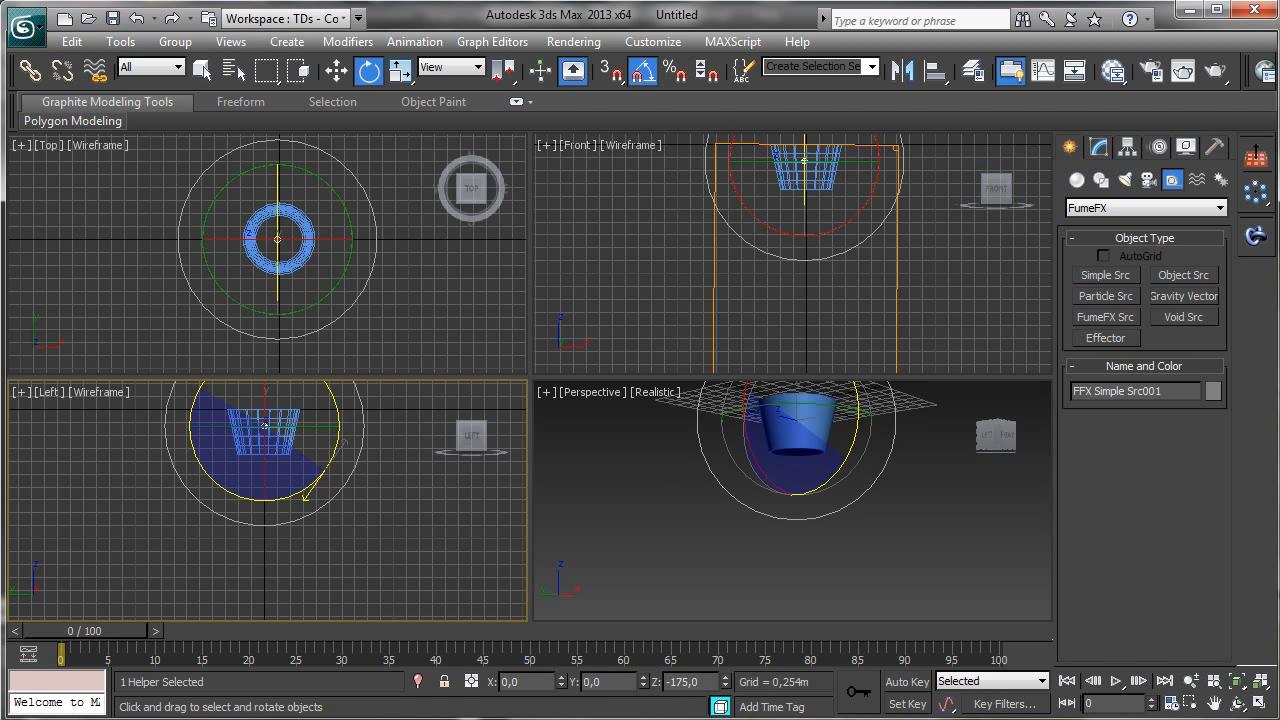 Workspace : TDs - Co
Autodesk 3ds Max 2013 x64 Untitled
Type a keyword or phrase
Edit Tools Group Views Create Modifiers Animation Graph Editors Rendering Customize MAXScript Help
All
View
3
ABC
Create Selection Se
Graphite Modeling Tools Freeform Selection Object Paint
Polygon Modeling
[+][Top][Wireframe]
TOP
[+][Front][Wireframe]
FRONT
[+][Left][Wireframe]
LEFT
[+][Perspective][Realistic]
LEFT
FumeFX
- Object Type
AutoGrid
Simple Src Object Src
Particle Src Gravity Vector
FumeFX Src Void Src
Effector
- Name and Color
FFX Simple Src001
< 0 / 100 >
0 5 10 15 20 25 30 35 40 45 50 55 60 65 70 75 80 85 90 95 100
1 Helper Selected
X: 0,0 Y: 0,0 Z: -175,0 Grid = 0,254m
Auto Key Selected
Welcome to M
Click and drag to select and rotate objects
Add Time Tag
Set Key Key Filters...
0